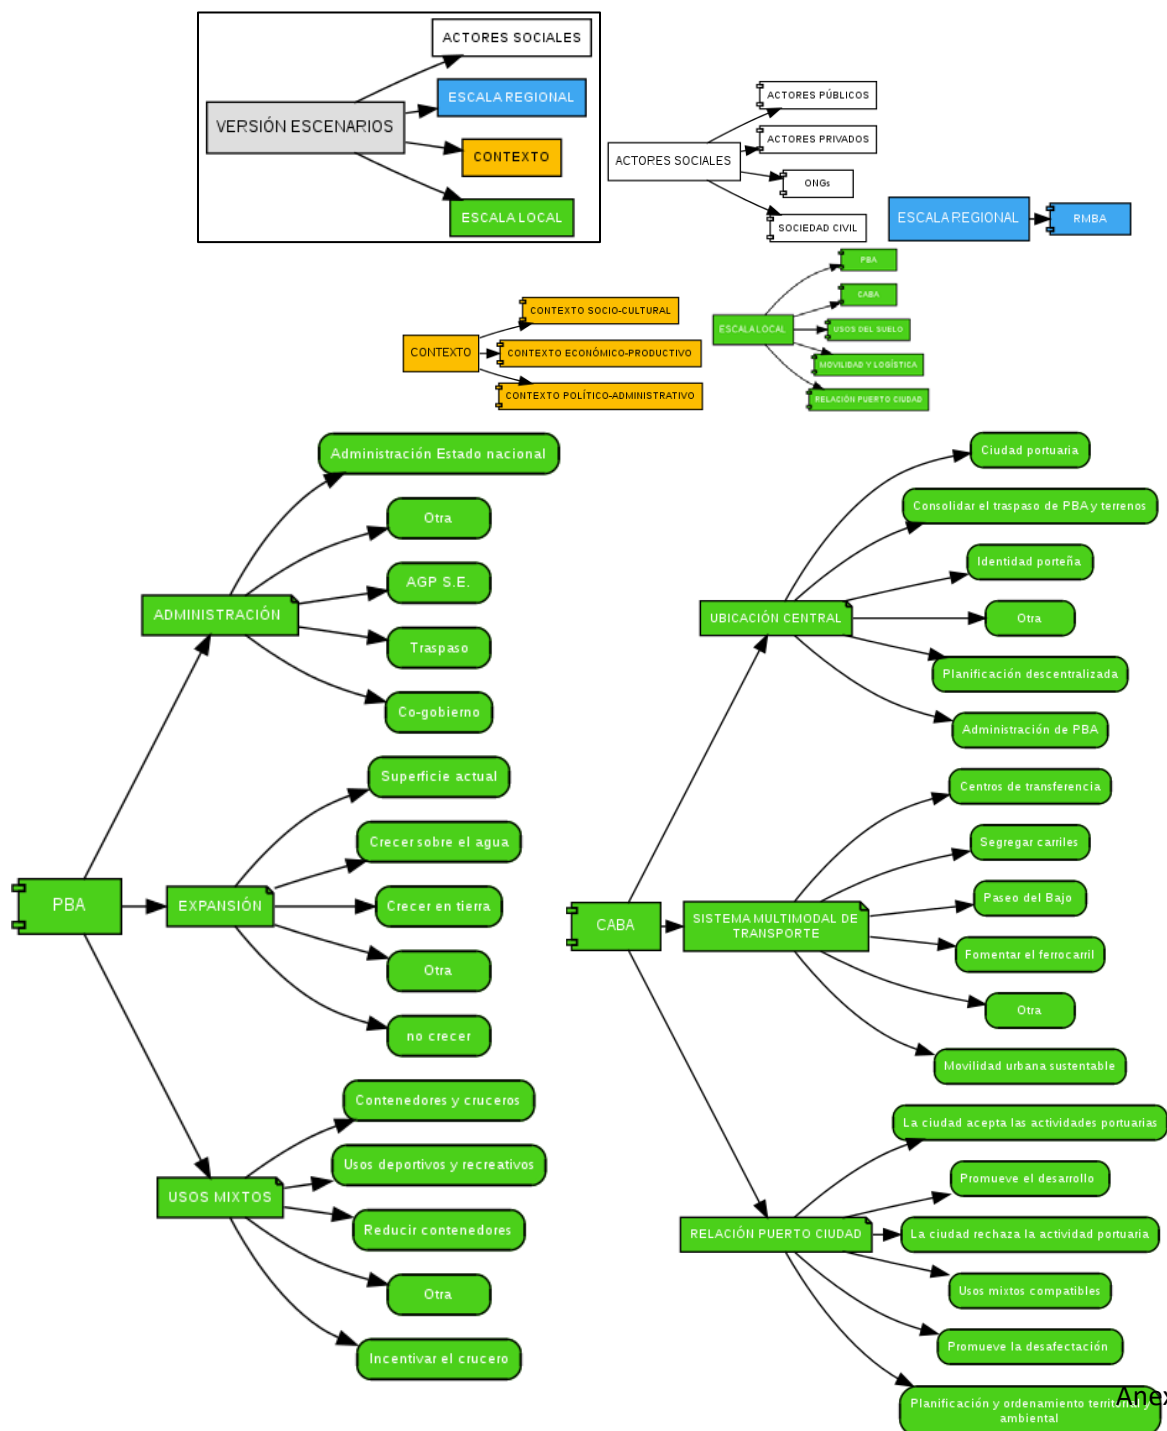 ACTORES SOCIALES
VERSIÓN ESCENARIOS
ESCALA REGIONAL
CONTEXTO
ESCALA LOCAL
ACTORES SOCIALES
ACTORES PÚBLICOS
ACTORES PRIVADOS
ONGs
SOCIEDAD CIVIL
ESCALA REGIONAL
RMBA
CONTEXTO
CONTEXTO SOCIO-CULTURAL
CONTEXTO ECONÓMICO-PRODUCTIVO
CONTEXTO POLÍTICO-ADMINISTRATIVO
ESCALA LOCAL
PBA
CABA
USOS DEL SUELO
MOVILIDAD Y LOGÍSTICA
RELACIÓN PUERTO CIUDAD
PBA
ADMINISTRACIÓN
Administración Estado nacional
Otra
AGP S.E.
Traspaso
Co-gobierno
EXPANSIÓN
Superficie actual
Crecer sobre el agua
Crecer en tierra
Otra
no crecer
USOS MIXTOS
Contenedores y cruceros
Usos deportivos y recreativos
Reducir contenedores
Otra
Incentivar el crucero
CABA
UBICACIÓN CENTRAL
Ciudad portuaria
Consolidar el traspaso de PBA y terrenos
Identidad porteña
Otra
Planificación descentralizada
Administración de PBA
SISTEMA MULTIMODAL DE
TRANSPORTE
Centros de transferencia
Segregar carriles
Paseo del Bajo
Fomentar el ferrocarril
Otra
Movilidad urbana sustentable
RELACIÓN PUERTO CIUDAD
La ciudad acepta las actividades portuarias
Promueve el desarrollo
La ciudad rechaza la actividad portuaria
Usos mixtos compatibles
Promueve la desafectación
Planificación y ordenamiento territorial y
ambiental